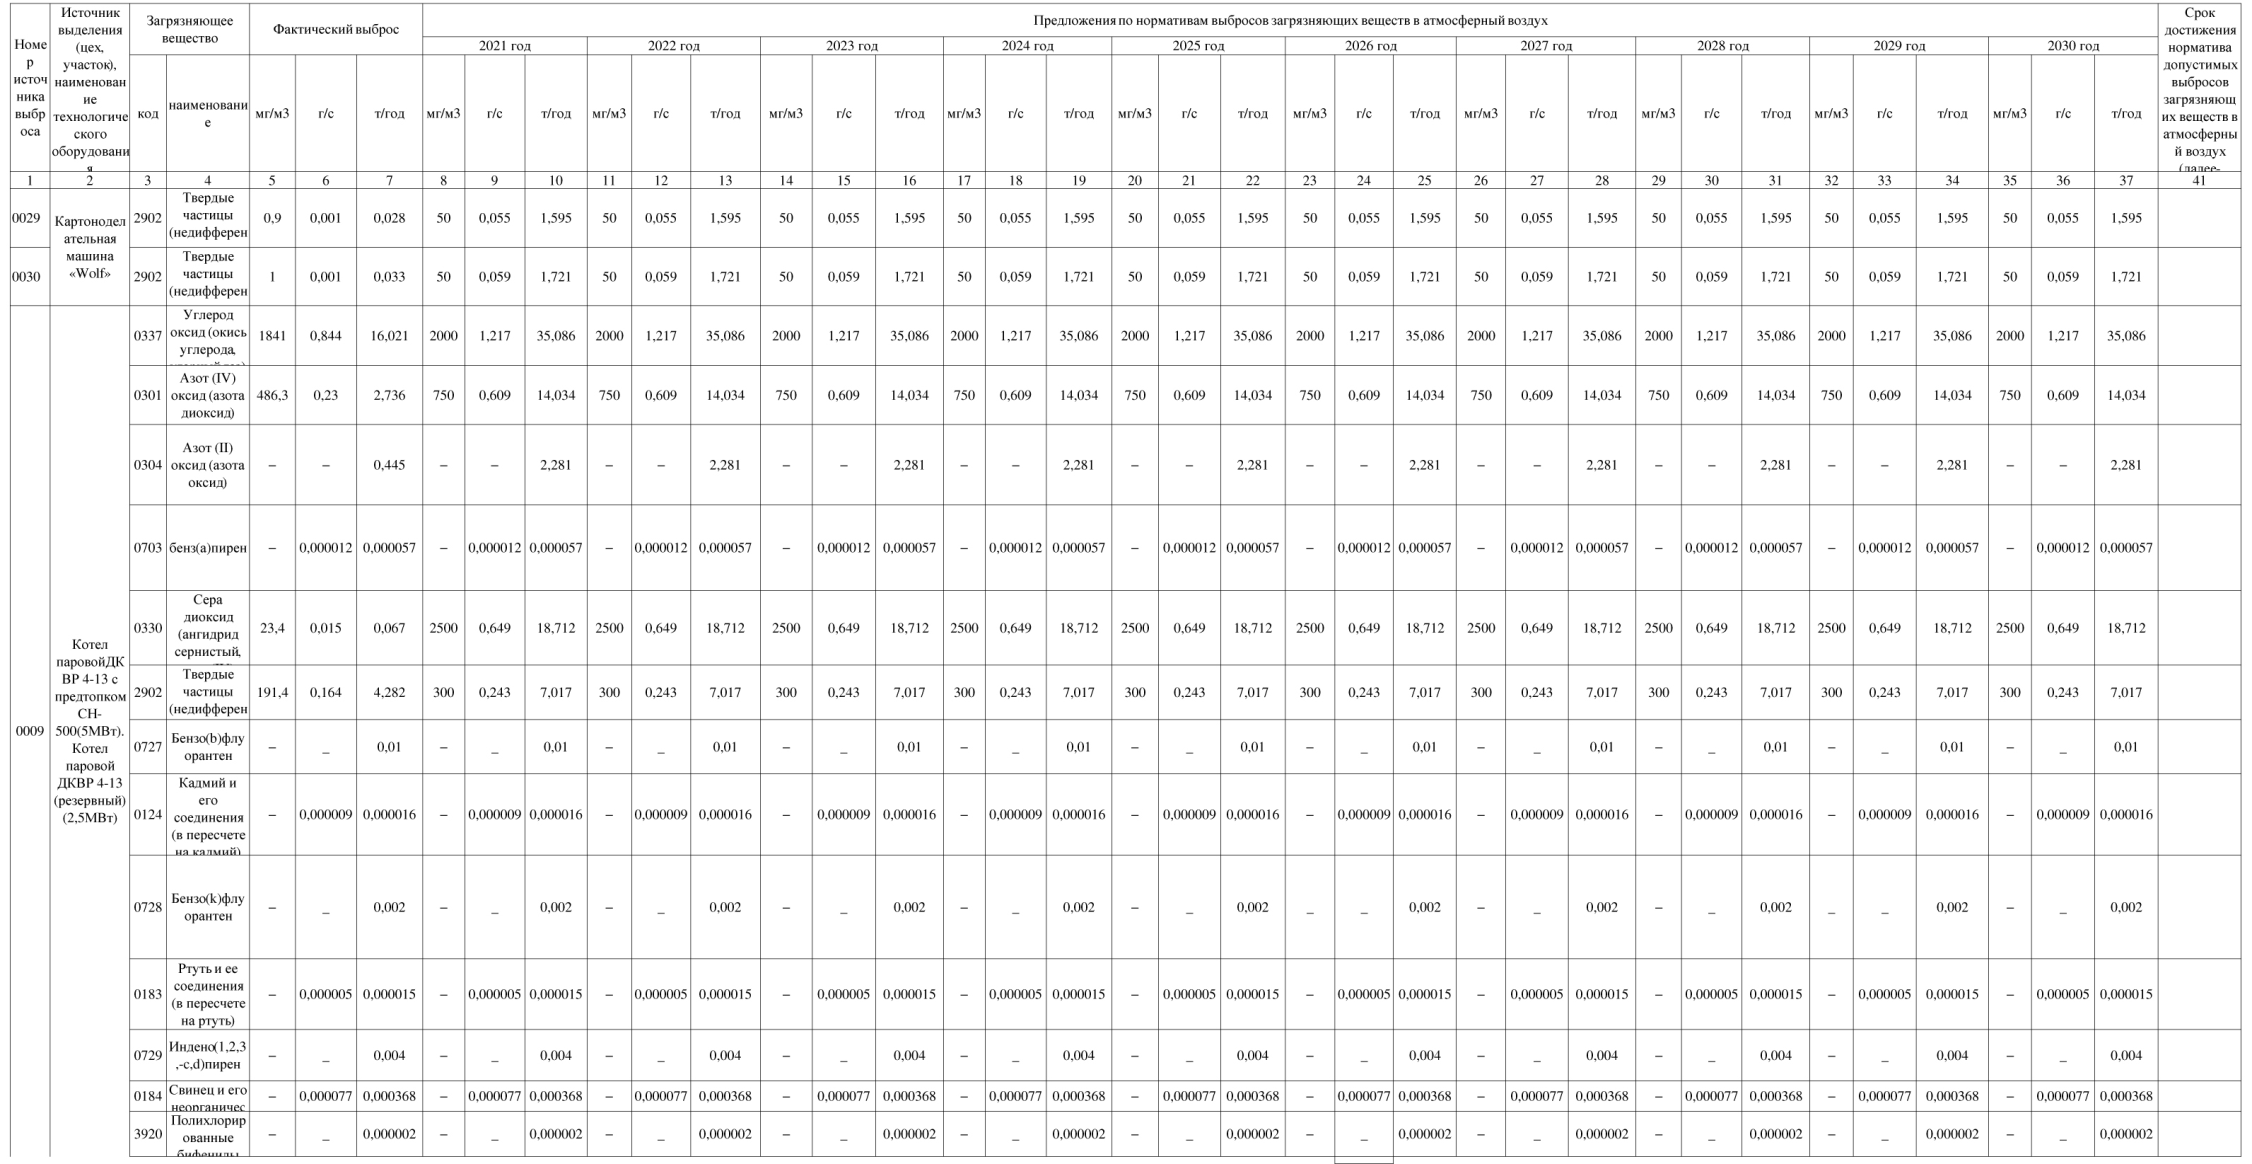 Номер источника выброса | Источник выделения (цех, участок), наименование технологического оборудования | Загрязняющее вещество | Фактический выброс | Предложения по нормативам выбросов загрязняющих веществ в атмосферный воздух | Срок достижения норматива допустимых выбросов загрязняющих веществ в атмосферный воздух (далее-
2021 год | 2022 год | 2023 год | 2024 год | 2025 год | 2026 год | 2027 год | 2028 год | 2029 год | 2030 год
код | наименование | мг/м3 | г/с | т/год | мг/м3 | г/с | т/год | мг/м3 | г/с | т/год | мг/м3 | г/с | т/год | мг/м3 | г/с | т/год | мг/м3 | г/с | т/год | мг/м3 | г/с | т/год | мг/м3 | г/с | т/год | мг/м3 | г/с | т/год | мг/м3 | г/с | т/год | мг/м3 | г/с | т/год
1 | 2 | 3 | 4 | 5 | 6 | 7 | 8 | 9 | 10 | 11 | 12 | 13 | 14 | 15 | 16 | 17 | 18 | 19 | 20 | 21 | 22 | 23 | 24 | 25 | 26 | 27 | 28 | 29 | 30 | 31 | 32 | 33 | 34 | 35 | 36 | 37 | 41
0029 | Картоноделательная машина «Wolf» | 2902 | Твердые частицы (недифферен | 0,9 | 0,001 | 0,028 | 50 | 0,055 | 1,595 | 50 | 0,055 | 1,595 | 50 | 0,055 | 1,595 | 50 | 0,055 | 1,595 | 50 | 0,055 | 1,595 | 50 | 0,055 | 1,595 | 50 | 0,055 | 1,595 | 50 | 0,055 | 1,595 | 50 | 0,055 | 1,595 | 50 | 0,055 | 1,595
0030 | 2902 | Твердые частицы (недифферен | 1 | 0,001 | 0,033 | 50 | 0,059 | 1,721 | 50 | 0,059 | 1,721 | 50 | 0,059 | 1,721 | 50 | 0,059 | 1,721 | 50 | 0,059 | 1,721 | 50 | 0,059 | 1,721 | 50 | 0,059 | 1,721 | 50 | 0,059 | 1,721 | 50 | 0,059 | 1,721 | 50 | 0,059 | 1,721
0009 | Котел паровойДКВР 4-13 с предтопком СН-500(5МВт). Котел паровой ДКВР 4-13 (резервный) (2,5МВт) | 0337 | Углерод оксид (окись углерода, | 1841 | 0,844 | 16,021 | 2000 | 1,217 | 35,086 | 2000 | 1,217 | 35,086 | 2000 | 1,217 | 35,086 | 2000 | 1,217 | 35,086 | 2000 | 1,217 | 35,086 | 2000 | 1,217 | 35,086 | 2000 | 1,217 | 35,086 | 2000 | 1,217 | 35,086 | 2000 | 1,217 | 35,086 | 2000 | 1,217 | 35,086
0301 | Азот (IV) оксид (азота диоксид) | 486,3 | 0,23 | 2,736 | 750 | 0,609 | 14,034 | 750 | 0,609 | 14,034 | 750 | 0,609 | 14,034 | 750 | 0,609 | 14,034 | 750 | 0,609 | 14,034 | 750 | 0,609 | 14,034 | 750 | 0,609 | 14,034 | 750 | 0,609 | 14,034 | 750 | 0,609 | 14,034 | 750 | 0,609 | 14,034
0304 | Азот (II) оксид (азота оксид) | – | – | 0,445 | – | – | 2,281 | – | – | 2,281 | – | – | 2,281 | – | – | 2,281 | – | – | 2,281 | – | – | 2,281 | – | – | 2,281 | – | – | 2,281 | – | – | 2,281 | – | – | 2,281
0703 | бенз(а)пирен | – | 0,000012 | 0,000057 | – | 0,000012 | 0,000057 | – | 0,000012 | 0,000057 | – | 0,000012 | 0,000057 | – | 0,000012 | 0,000057 | – | 0,000012 | 0,000057 | – | 0,000012 | 0,000057 | – | 0,000012 | 0,000057 | – | 0,000012 | 0,000057 | – | 0,000012 | 0,000057 | – | 0,000012 | 0,000057
0330 | Сера диоксид (ангидрид сернистый, | 23,4 | 0,015 | 0,067 | 2500 | 0,649 | 18,712 | 2500 | 0,649 | 18,712 | 2500 | 0,649 | 18,712 | 2500 | 0,649 | 18,712 | 2500 | 0,649 | 18,712 | 2500 | 0,649 | 18,712 | 2500 | 0,649 | 18,712 | 2500 | 0,649 | 18,712 | 2500 | 0,649 | 18,712 | 2500 | 0,649 | 18,712
2902 | Твердые частицы (недифферен | 191,4 | 0,164 | 4,282 | 300 | 0,243 | 7,017 | 300 | 0,243 | 7,017 | 300 | 0,243 | 7,017 | 300 | 0,243 | 7,017 | 300 | 0,243 | 7,017 | 300 | 0,243 | 7,017 | 300 | 0,243 | 7,017 | 300 | 0,243 | 7,017 | 300 | 0,243 | 7,017 | 300 | 0,243 | 7,017
0727 | Бензо(b)флуорантен | – | _ | 0,01 | – | _ | 0,01 | – | _ | 0,01 | – | _ | 0,01 | – | _ | 0,01 | – | _ | 0,01 | – | _ | 0,01 | – | _ | 0,01 | – | _ | 0,01 | – | _ | 0,01 | – | _ | 0,01
0124 | Кадмий и его соединения (в пересчете на кадмий) | – | 0,000009 | 0,000016 | – | 0,000009 | 0,000016 | – | 0,000009 | 0,000016 | – | 0,000009 | 0,000016 | – | 0,000009 | 0,000016 | – | 0,000009 | 0,000016 | – | 0,000009 | 0,000016 | – | 0,000009 | 0,000016 | – | 0,000009 | 0,000016 | – | 0,000009 | 0,000016 | – | 0,000009 | 0,000016
0728 | Бензо(k)флуорантен | – | _ | 0,002 | – | _ | 0,002 | – | _ | 0,002 | – | _ | 0,002 | – | _ | 0,002 | – | _ | 0,002 | _ | _ | 0,002 | – | _ | 0,002 | – | _ | 0,002 | _ | _ | 0,002 | – | _ | 0,002
0183 | Ртуть и ее соединения (в пересчете на ртуть) | – | 0,000005 | 0,000015 | – | 0,000005 | 0,000015 | – | 0,000005 | 0,000015 | – | 0,000005 | 0,000015 | – | 0,000005 | 0,000015 | – | 0,000005 | 0,000015 | – | 0,000005 | 0,000015 | – | 0,000005 | 0,000015 | – | 0,000005 | 0,000015 | – | 0,000005 | 0,000015 | – | 0,000005 | 0,000015
0729 | Индено(1,2,3,-c,d)пирен | – | _ | 0,004 | – | _ | 0,004 | – | _ | 0,004 | – | _ | 0,004 | – | _ | 0,004 | – | _ | 0,004 | – | _ | 0,004 | – | _ | 0,004 | – | _ | 0,004 | – | _ | 0,004 | – | _ | 0,004
0184 | Свинец и его неорганичес | – | 0,000077 | 0,000368 | – | 0,000077 | 0,000368 | – | 0,000077 | 0,000368 | – | 0,000077 | 0,000368 | – | 0,000077 | 0,000368 | – | 0,000077 | 0,000368 | – | 0,000077 | 0,000368 | – | 0,000077 | 0,000368 | – | 0,000077 | 0,000368 | – | 0,000077 | 0,000368 | – | 0,000077 | 0,000368
3920 | Полихлорированные бифенилы | – | _ | 0,000002 | – | _ | 0,000002 | – | _ | 0,000002 | – | _ | 0,000002 | – | _ | 0,000002 | – | _ | 0,000002 | – | _ | 0,000002 | – | _ | 0,000002 | – | _ | 0,000002 | – | _ | 0,000002 | – | _ | 0,000002